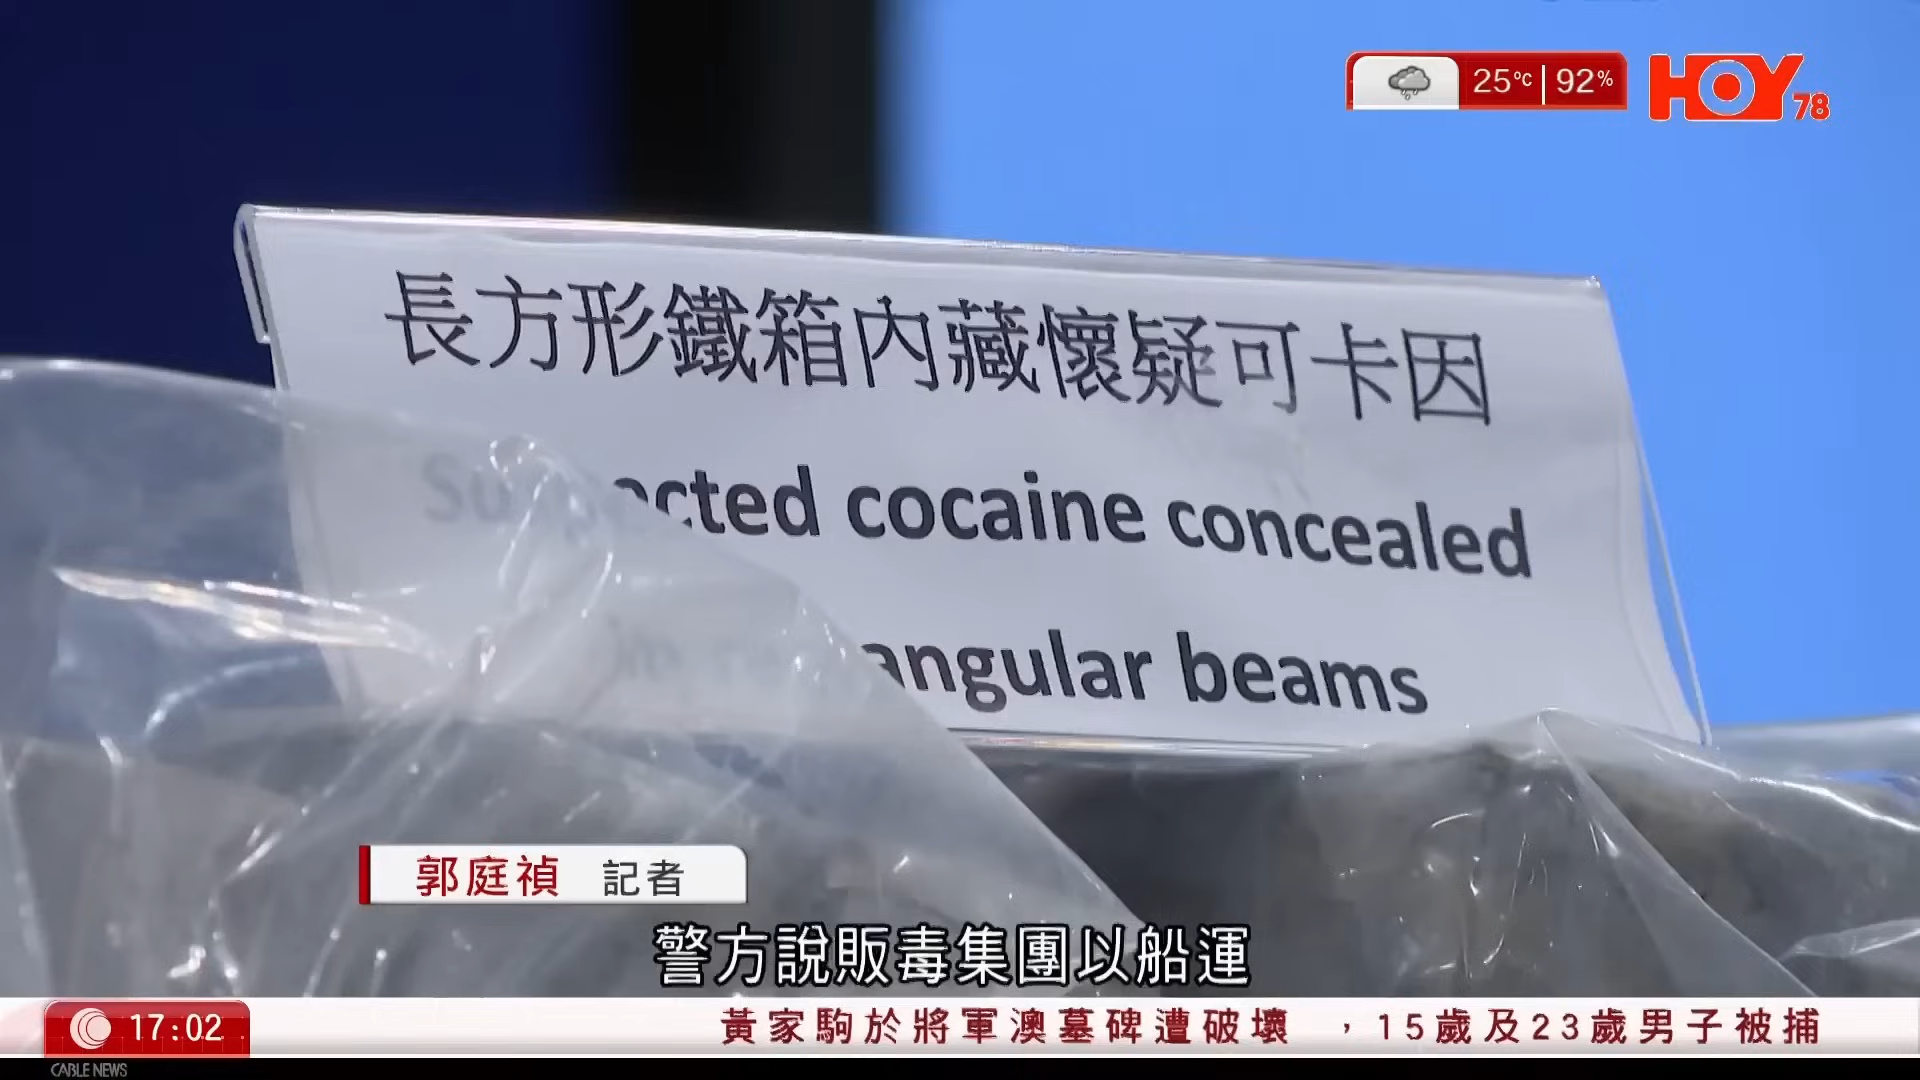 25℃ | 92%
HOY 78
長方形鐵箱內藏懷疑可卡因
cocaine concealed
beams
郭庭禎 記者
警方說販毒集團以船運
17:02
黃家駒於將軍澳墓碑遭破壞，15歲及23歲男子被捕
CABLE NEWS